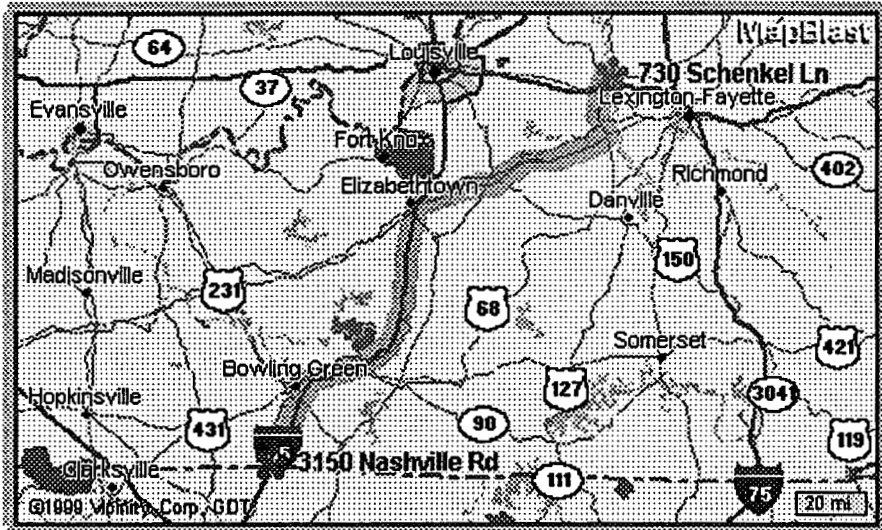 MapBlast
64
Louisville
37
730 Schenkel Ln
Lexington-Fayette
Evansville
Fort Knox
402
Owensboro
Richmond
Elizabethtown
Danville
150
Madisonville
231
68
Somerset
421
Bowling Green
127
3041
Hopkinsville
431
90
119
3150 Nashville Rd
Clarksville
111
75
©1999 Vicinity Corp, GDT
20 mi